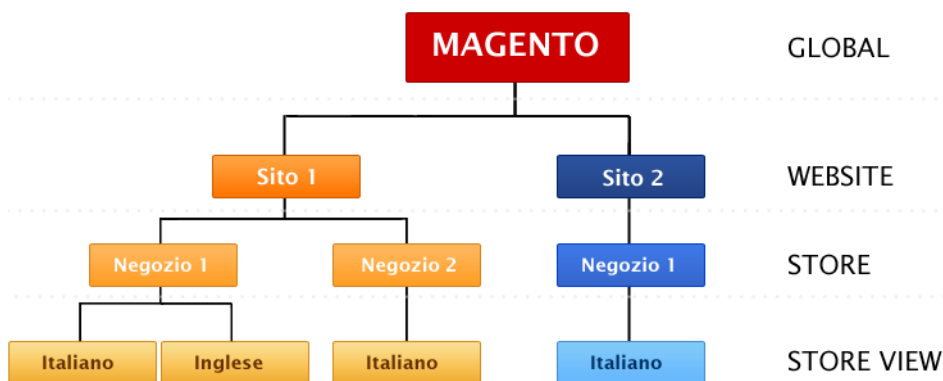 MAGENTO
GLOBAL
Sito 1
Sito 2
WEBSITE
Negozio 1
Negozio 2
Negozio 1
STORE
Italiano
Inglese
Italiano
Italiano
STORE VIEW